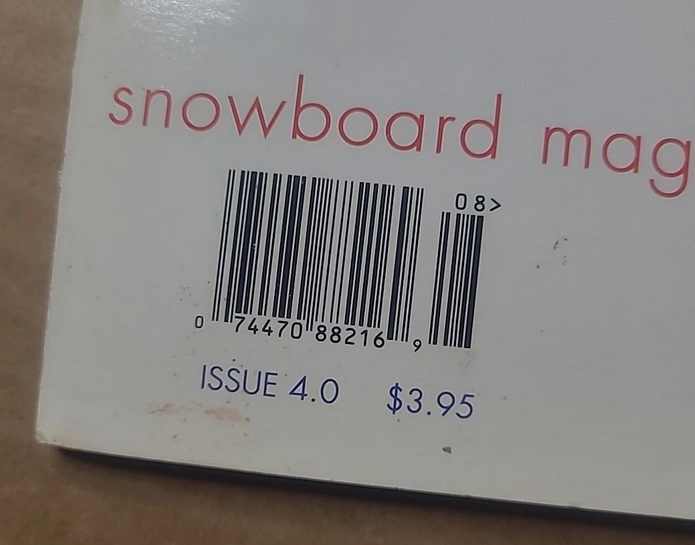 snowboard mag
08>
0 74470 88216 9
ISSUE 4.0 $3.95